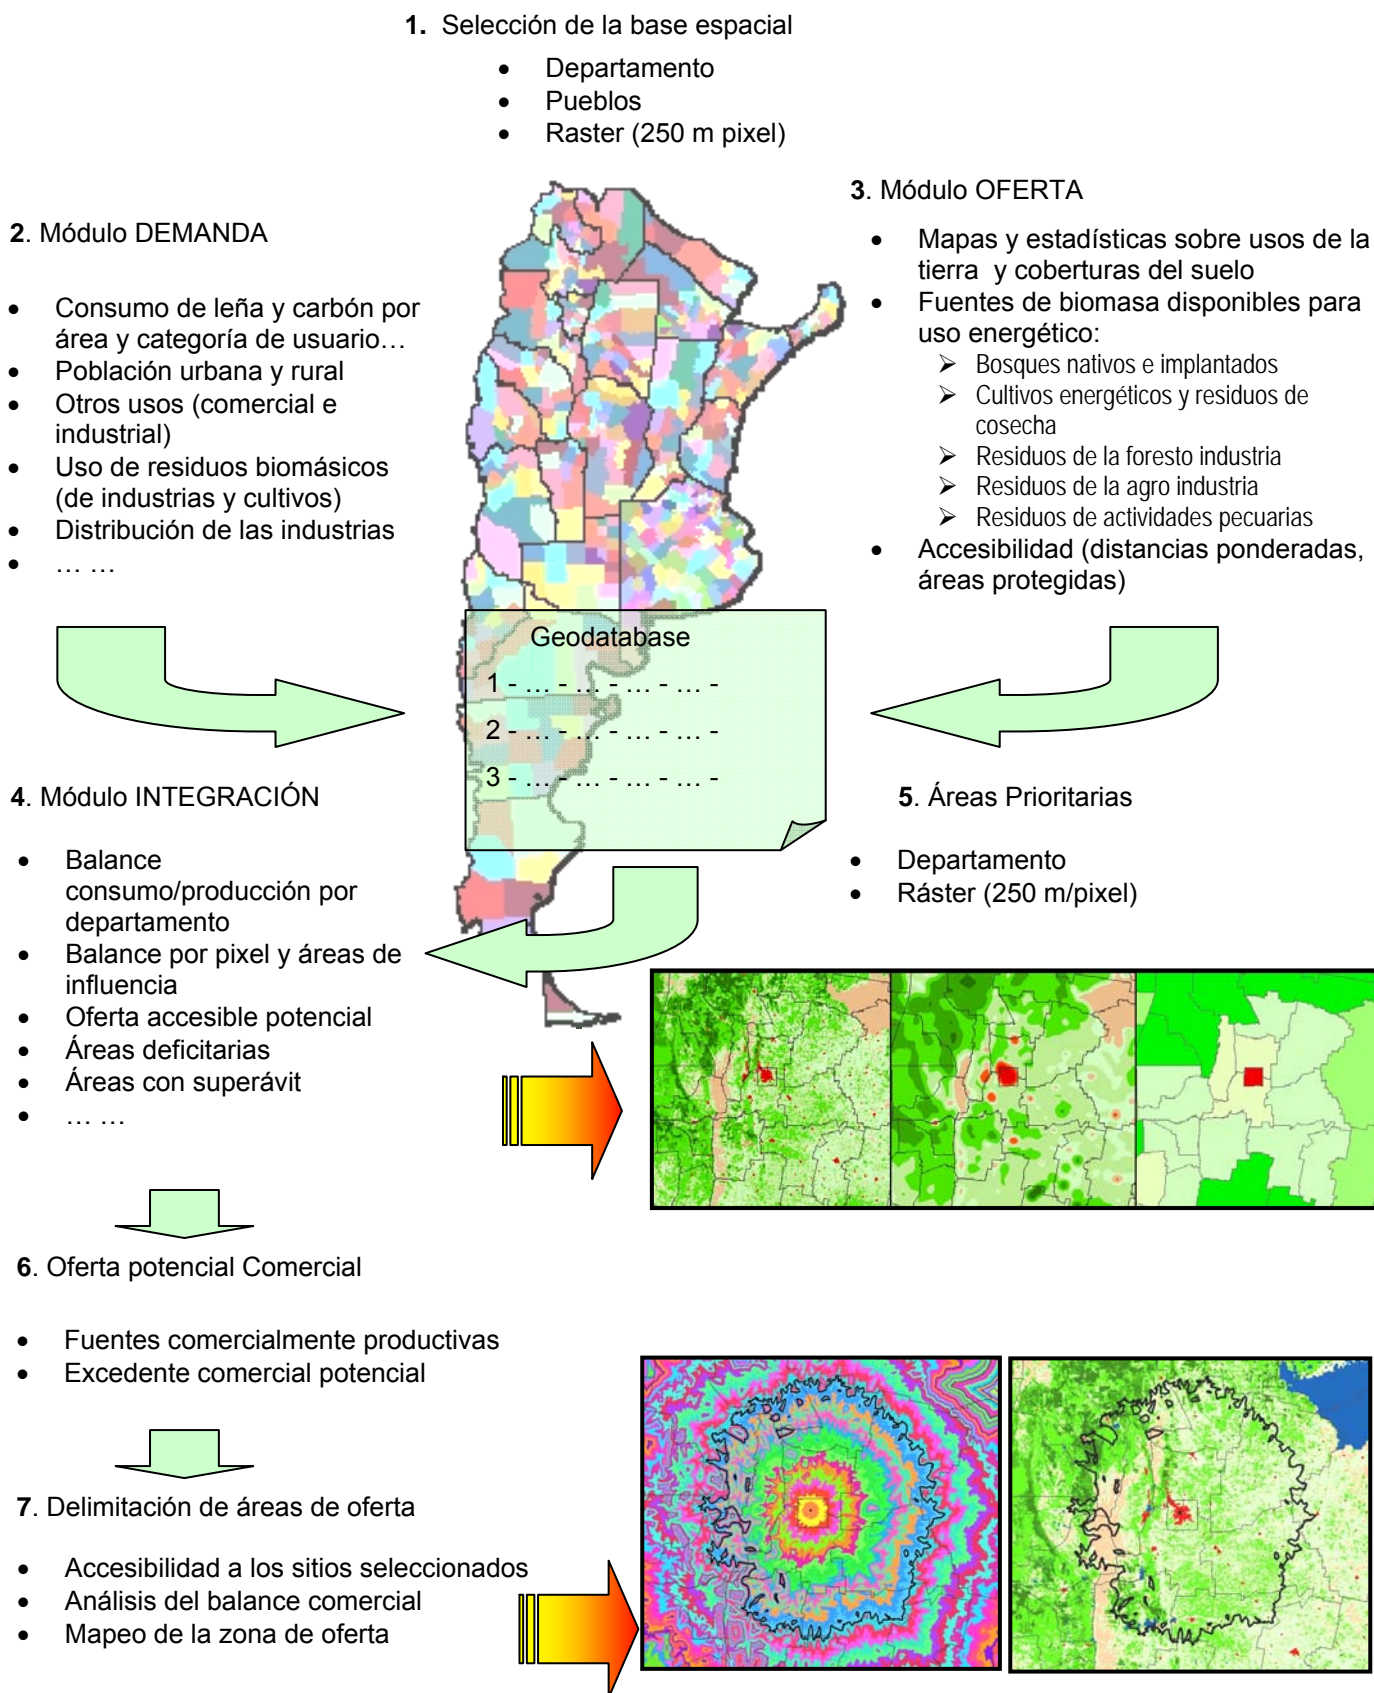 1. Selección de la base espacial
• Departamento
• Pueblos
• Raster (250 m pixel)
2. Módulo DEMANDA
• Consumo de leña y carbón por
área y categoría de usuario…
• Población urbana y rural
• Otros usos (comercial e
industrial)
• Uso de residuos biomásicos
(de industrias y cultivos)
• Distribución de las industrias
• … …
3. Módulo OFERTA
• Mapas y estadísticas sobre usos de la
tierra y coberturas del suelo
• Fuentes de biomasa disponibles para
uso energético:
➢ Bosques nativos e implantados
➢ Cultivos energéticos y residuos de
cosecha
➢ Residuos de la foresto industria
➢ Residuos de la agro industria
➢ Residuos de actividades pecuarias
• Accesibilidad (distancias ponderadas,
áreas protegidas)
Geodatabase
1 - … - … - … - … -
2 - … - … - … - … -
3 - … - … - … - … -
4. Módulo INTEGRACIÓN
• Balance
consumo/producción por
departamento
• Balance por pixel y áreas de
influencia
• Oferta accesible potencial
• Áreas deficitarias
• Áreas con superávit
• … …
5. Áreas Prioritarias
• Departamento
• Ráster (250 m/pixel)
6. Oferta potencial Comercial
• Fuentes comercialmente productivas
• Excedente comercial potencial
7. Delimitación de áreas de oferta
• Accesibilidad a los sitios seleccionados
• Análisis del balance comercial
• Mapeo de la zona de oferta